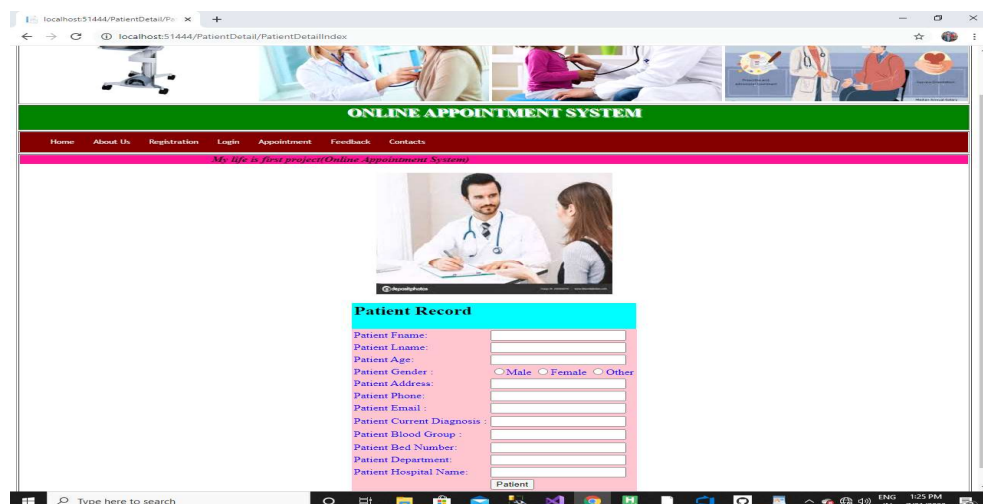 localhost:51444/PatientDetail/Pa
localhost:51444/PatientDetail/PatientDetailIndex
ONLINE APPOINTMENT SYSTEM
Home About Us Registration Login Appointment Feedback Contacts
My life is first project(Online Appointment System)
depositphotos
Patient Record
Patient Fname:
Patient Lname:
Patient Age:
Patient Gender : Male Female Other
Patient Address:
Patient Phone:
Patient Email :
Patient Current Diagnosis :
Patient Blood Group :
Patient Bed Number:
Patient Department:
Patient Hospital Name:
Patient
Type here to search
ENG 1:25 PM